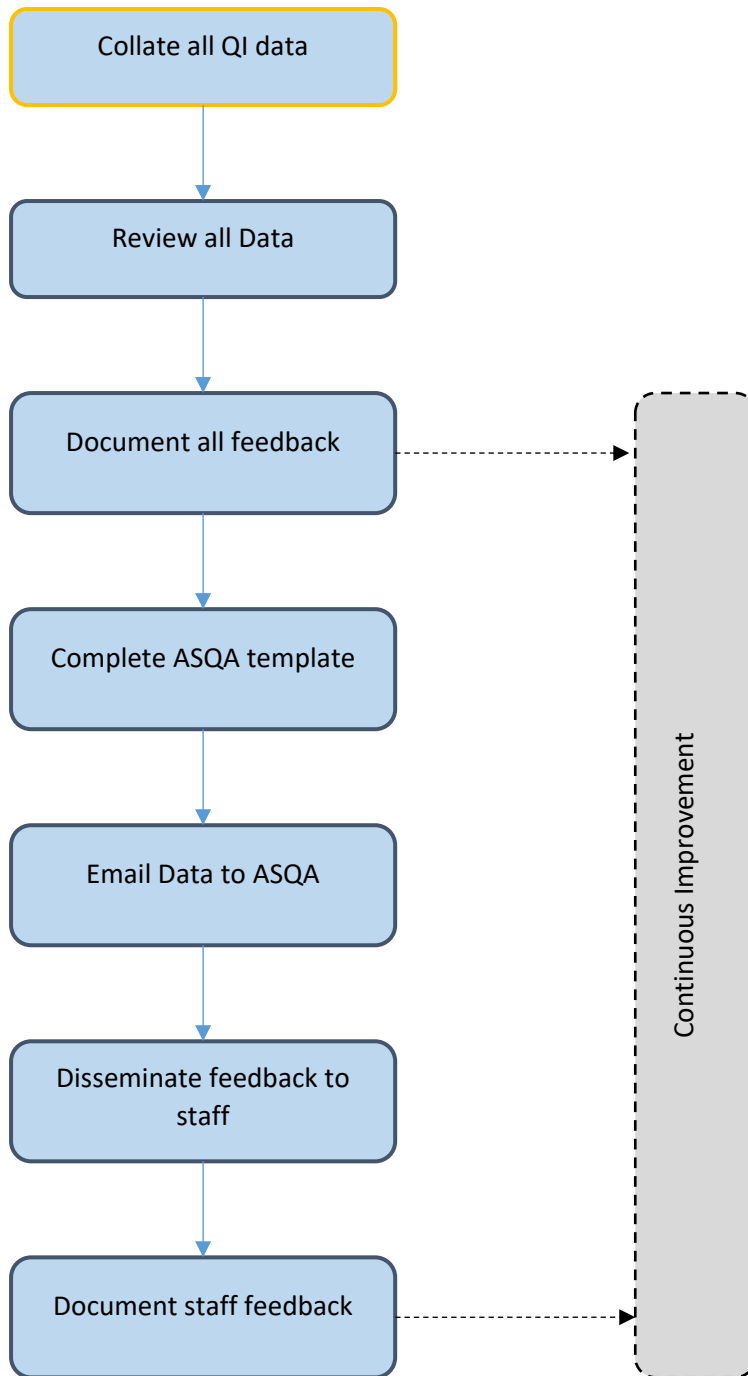 Collate all QI data
Review all Data
Document all feedback
Complete ASQA template
Email Data to ASQA
Disseminate feedback to
staff
Document staff feedback
Continuous Improvement